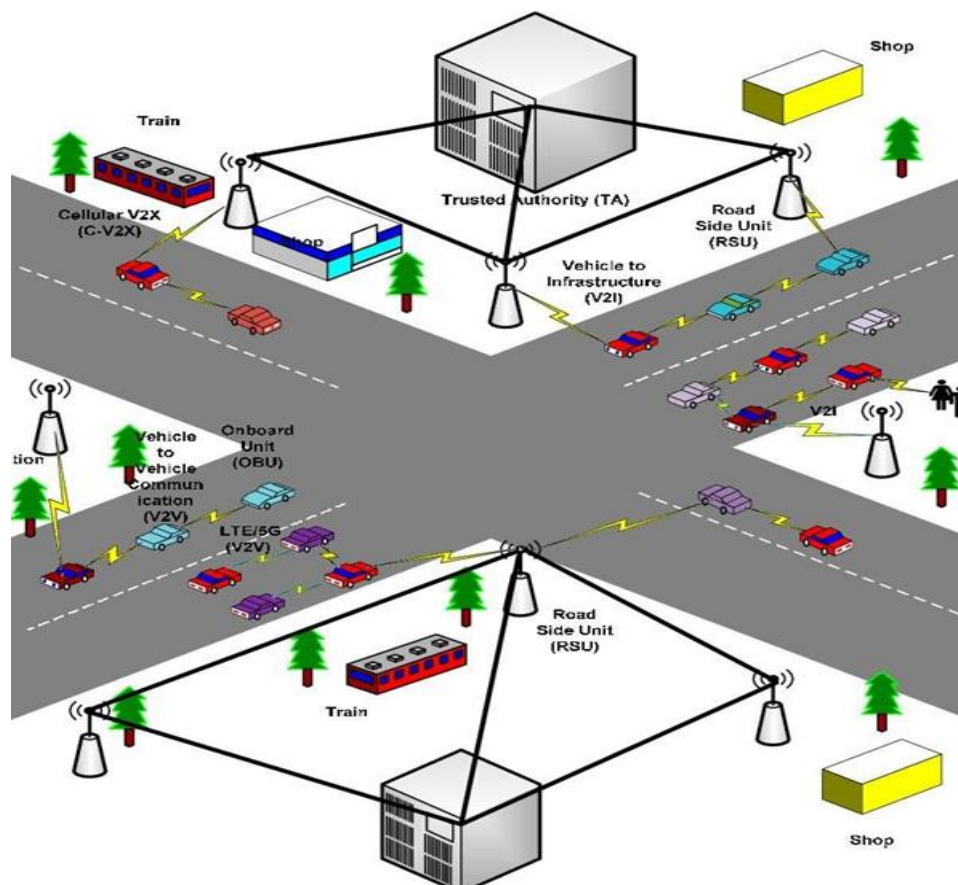 Shop
Train
Trusted Authority (TA)
Cellular V2X
(C-V2X)
Road
Side Unit
(RSU)
Shop
Vehicle to
Infrastructure
(V2I)
V2I
Vehicle
to
Vehicle
Commun
ication
(V2V)
Onboard
Unit
(OBU)
tion
LTE/5G
(V2V)
Road
Side Unit
(RSU)
Train
Shop